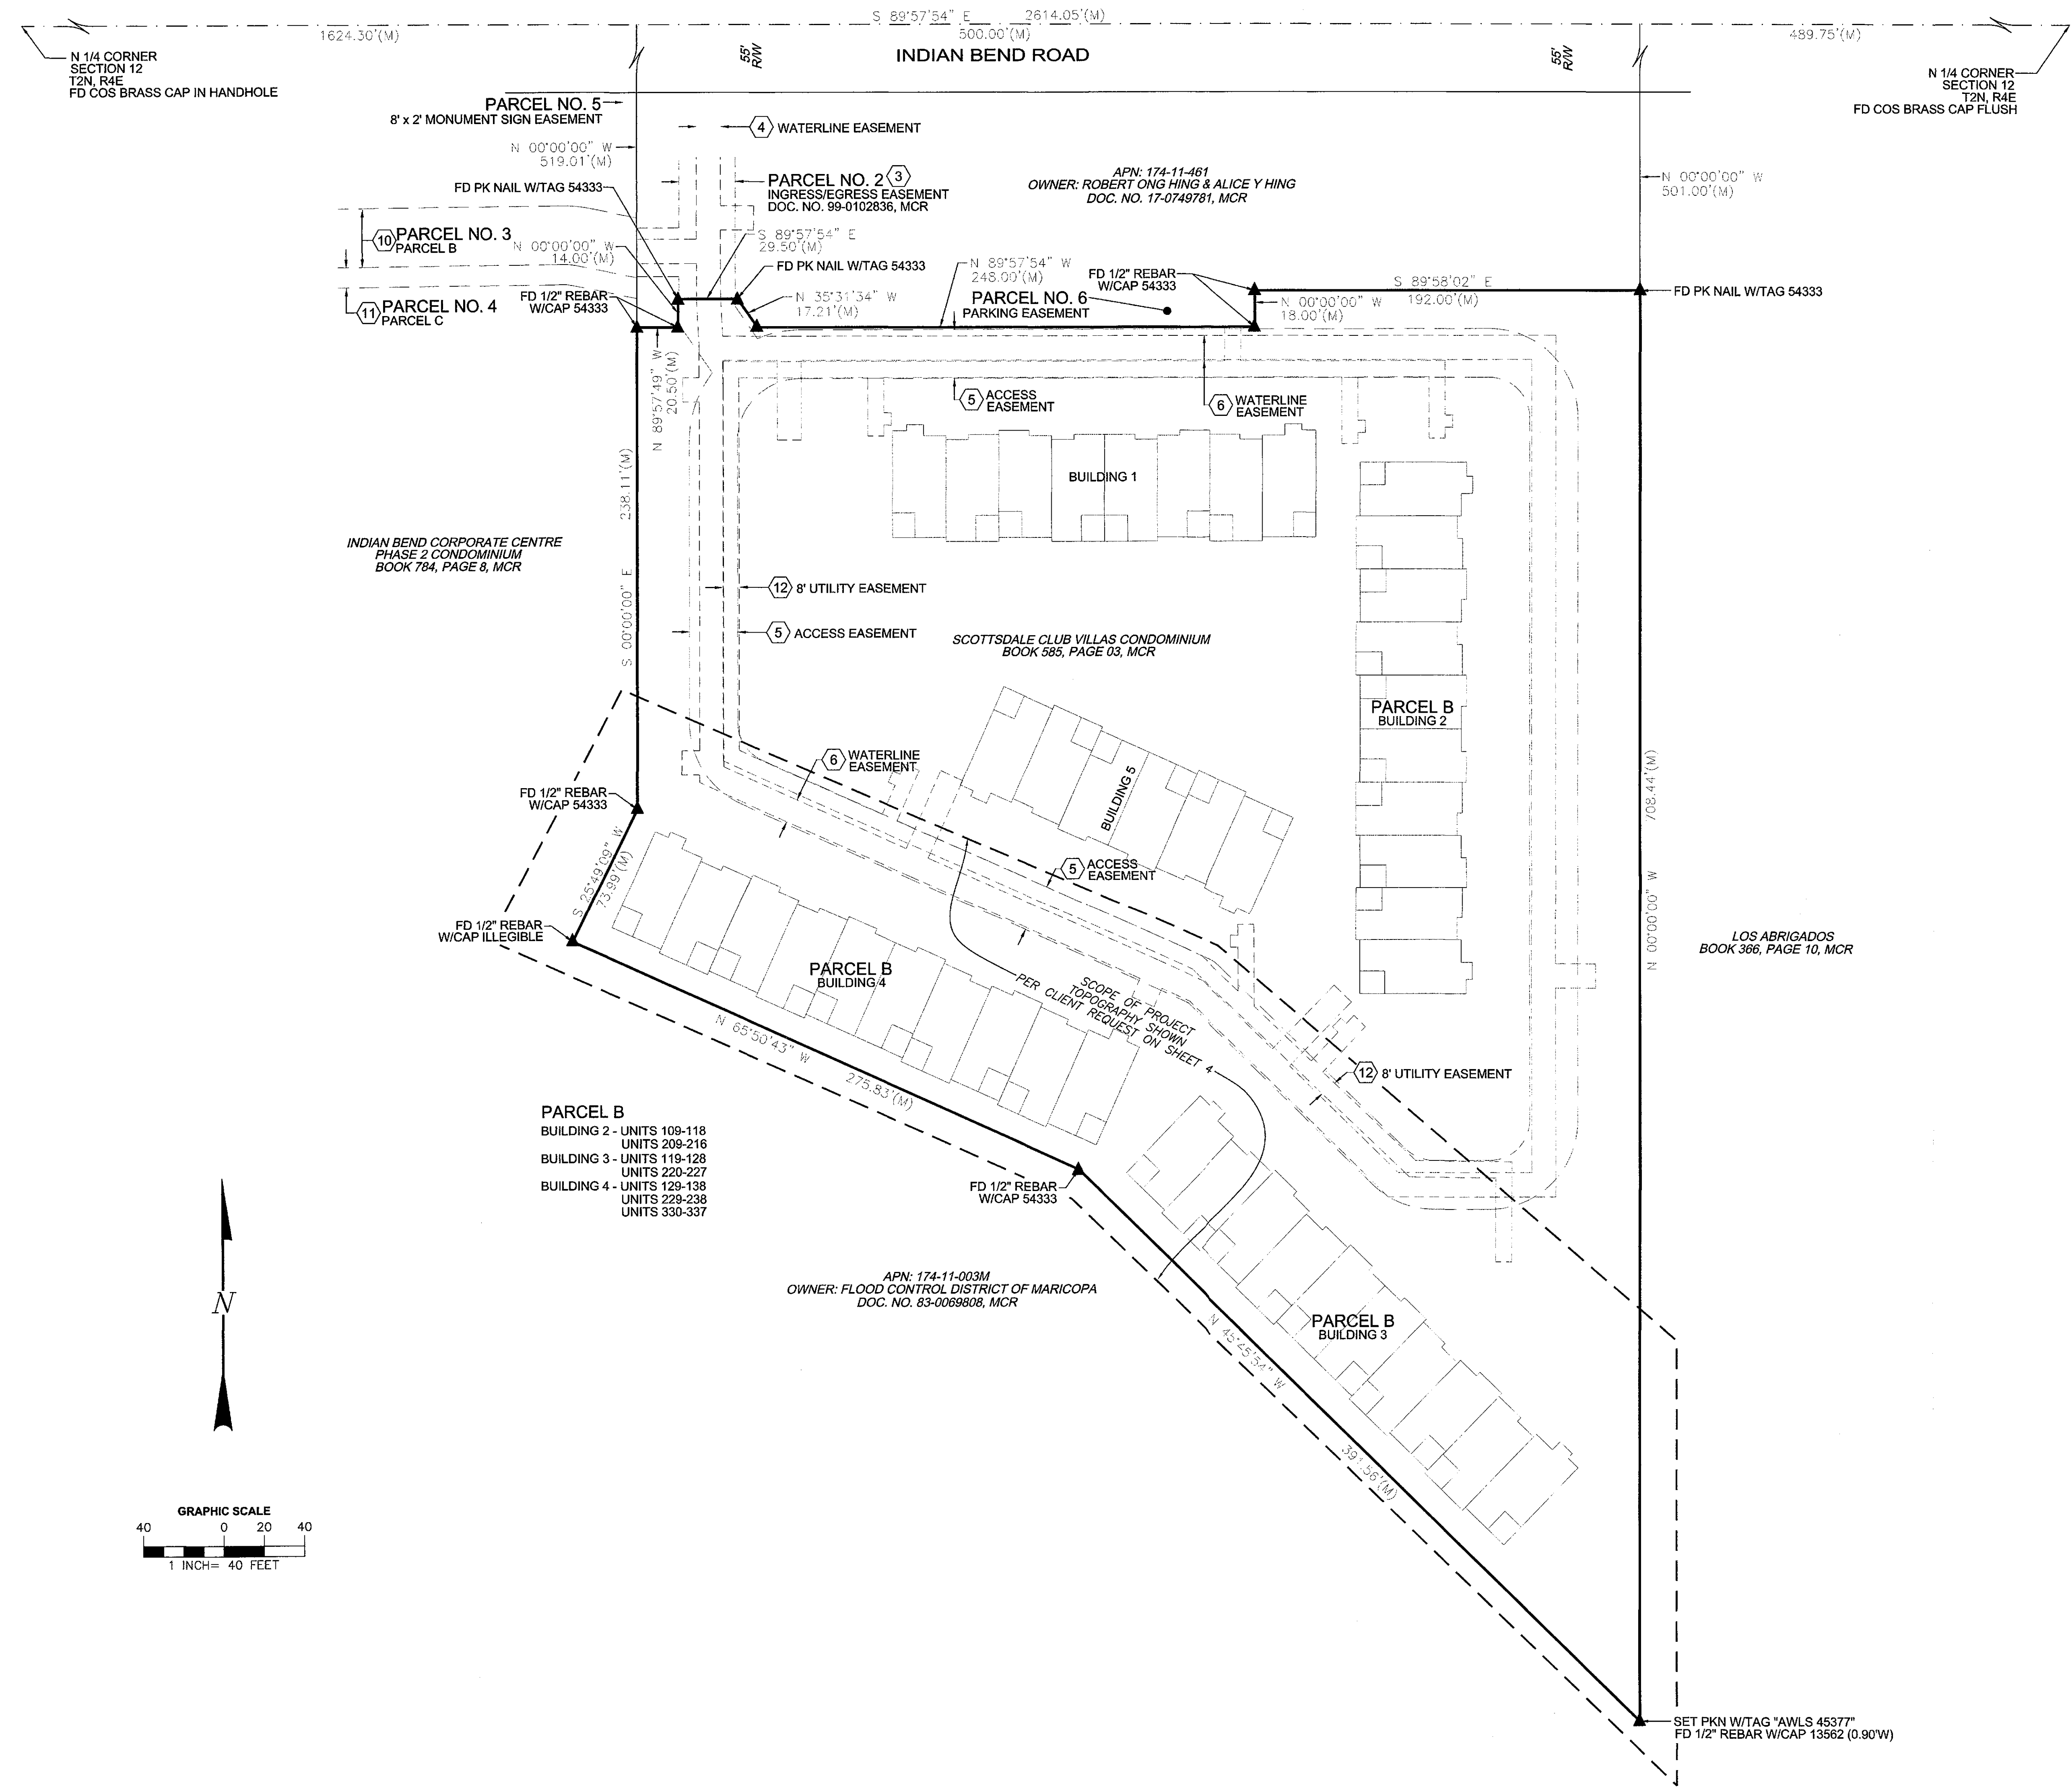 S 89°57'54" E 2614.05'(M)
1624.30'(M)
500.00'(M)
489.75'(M)
55'
R/W
INDIAN BEND ROAD
55'
R/W
N 1/4 CORNER
SECTION 12
T2N, R4E
FD COS BRASS CAP IN HANDHOLE
N 1/4 CORNER
SECTION 12
T2N, R4E
FD COS BRASS CAP FLUSH
PARCEL NO. 5
8' x 2' MONUMENT SIGN EASEMENT
4 WATERLINE EASEMENT
N 00°00'00" W
519.01'(M)
FD PK NAIL W/TAG 54333
PARCEL NO. 2 3
INGRESS/EGRESS EASEMENT
DOC. NO. 99-0102836, MCR
APN: 174-11-461
OWNER: ROBERT ONG HING & ALICE Y HING
DOC. NO. 17-0749781, MCR
N 00°00'00" W
501.00'(M)
10 PARCEL NO. 3
PARCEL B
N 00°00'00" W
14.00'(M)
S 89°57'54" E
29.50'(M)
FD PK NAIL W/TAG 54333
N 89°57'54" W
248.00'(M)
FD 1/2" REBAR
W/CAP 54333
S 89°58'02" E
192.00'(M)
FD PK NAIL W/TAG 54333
11 PARCEL NO. 4
PARCEL C
FD 1/2" REBAR
W/CAP 54333
N 35°31'34" W
17.21'(M)
PARCEL NO. 6
PARKING EASEMENT
N 00°00'00" W
18.00'(M)
N 89°57'49" W
20.50'(M)
5 ACCESS
EASEMENT
6 WATERLINE
EASEMENT
S 00°00'00" E 238.11'(M)
BUILDING 1
INDIAN BEND CORPORATE CENTRE
PHASE 2 CONDOMINIUM
BOOK 784, PAGE 8, MCR
12 8' UTILITY EASEMENT
5 ACCESS EASEMENT
SCOTTSDALE CLUB VILLAS CONDOMINIUM
BOOK 585, PAGE 03, MCR
PARCEL B
BUILDING 2
N 00°00'00" W 708.44'(M)
6 WATERLINE
EASEMENT
BUILDING 5
FD 1/2" REBAR
W/CAP 54333
5 ACCESS
EASEMENT
S 25°49'09" W
73.99'(M)
FD 1/2" REBAR
W/CAP ILLEGIBLE
LOS ABRIGADOS
BOOK 366, PAGE 10, MCR
PARCEL B
BUILDING 4
SCOPE OF PROJECT
TOPOGRAPHY SHOWN
PER CLIENT REQUEST ON SHEET 4
N 65°50'43" W 275.83'(M)
12 8' UTILITY EASEMENT
PARCEL B
BUILDING 2 - UNITS 109-118
UNITS 209-216
BUILDING 3 - UNITS 119-128
UNITS 220-227
BUILDING 4 - UNITS 129-138
UNITS 229-238
UNITS 330-337
FD 1/2" REBAR
W/CAP 54333
APN: 174-11-003M
OWNER: FLOOD CONTROL DISTRICT OF MARICOPA
DOC. NO. 83-0069808, MCR
N
PARCEL B
BUILDING 3
N 45°45'54" W 391.56'(M)
GRAPHIC SCALE
40 0 20 40
1 INCH= 40 FEET
SET PKN W/TAG "AWLS 45377"
FD 1/2" REBAR W/CAP 13562 (0.90'W)